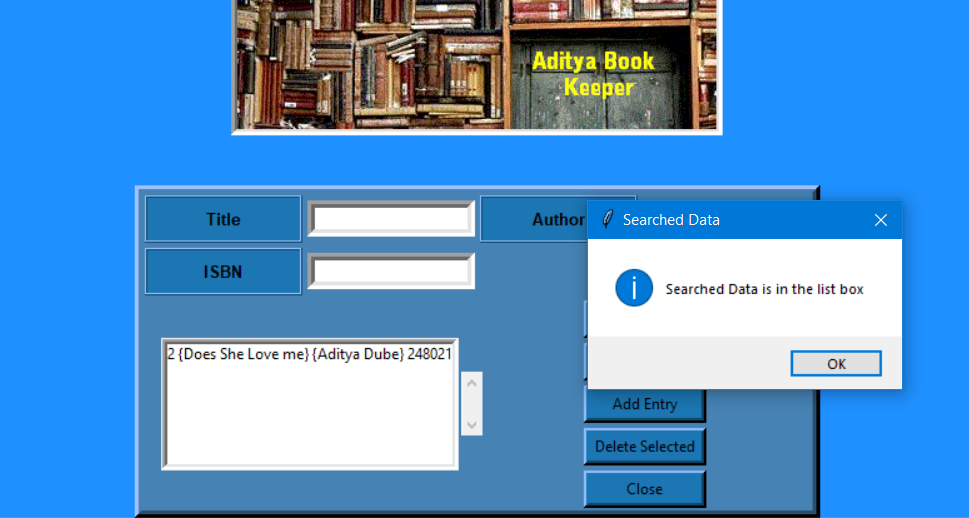 Aditya Book
Keeper
Title
Author
Searched Data
ISBN
Searched Data is in the list box
OK
2 {Does She Love me} {Aditya Dube} 248021
Add Entry
Delete Selected
Close